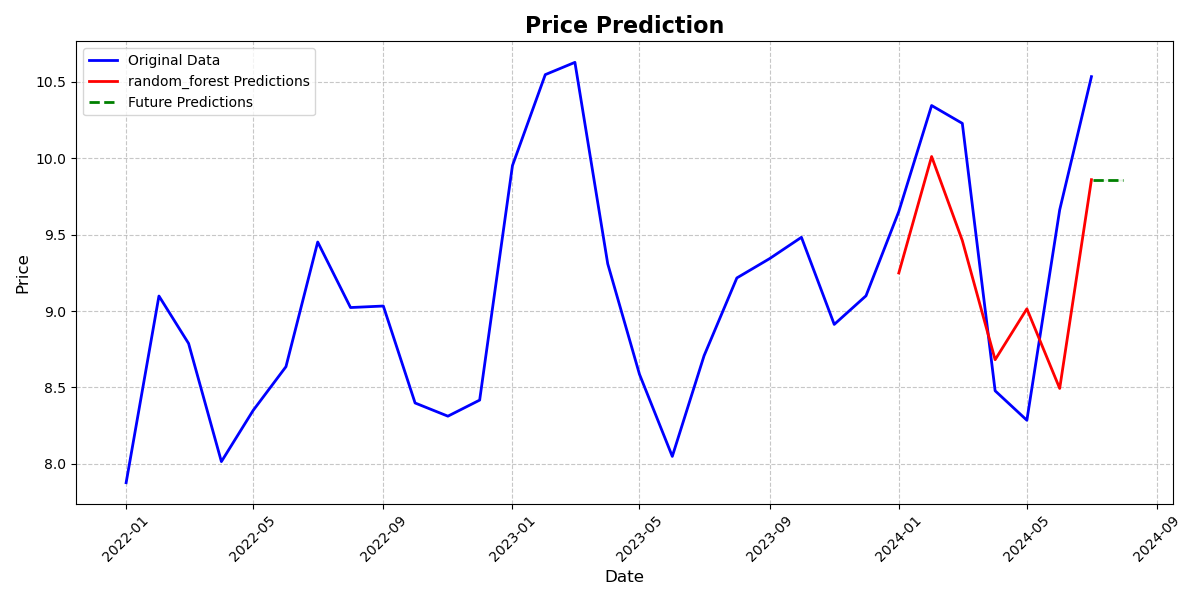 Price Prediction
Original Data
random_forest Predictions
Future Predictions
Price
10.5
10.0
9.5
9.0
8.5
8.0
2022-01
2022-05
2022-09
2023-01
2023-05
2023-09
2024-01
2024-05
2024-09
Date